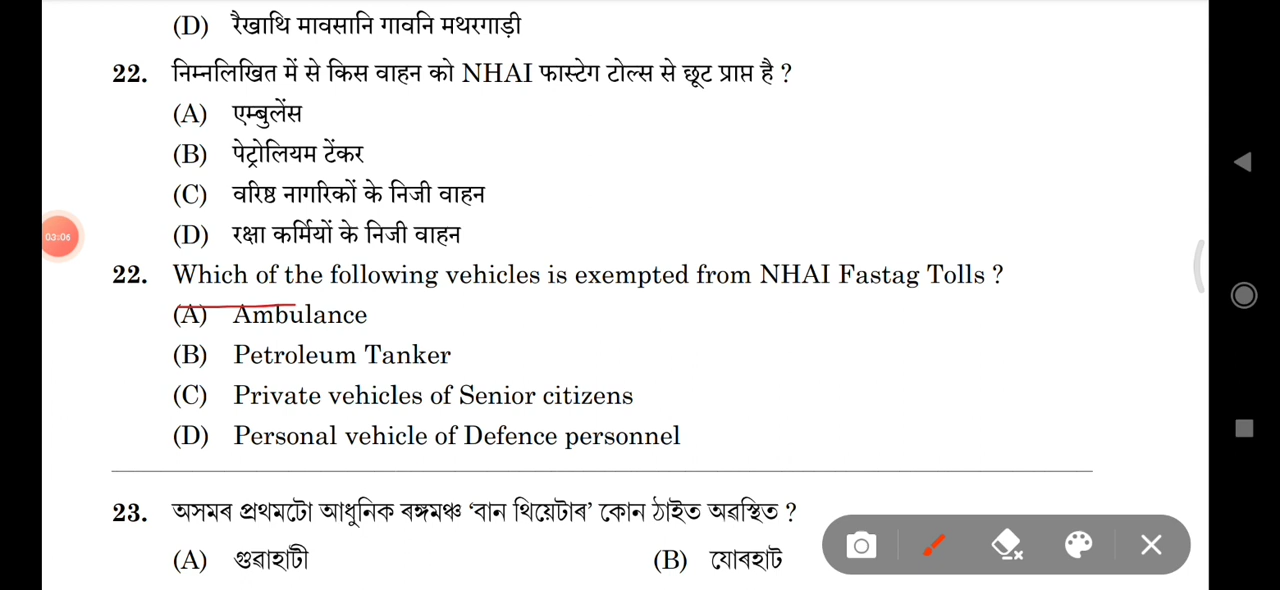 (D) रैखाथि मावसानि गावनि मथरगाड़ी
22. निम्नलिखित में से किस वाहन को NHAI फास्टेग टोल्स से छूट प्राप्त है ?
(A) एम्बुलेंस
(B) पेट्रोलियम टेंकर
(C) वरिष्ठ नागरिकों के निजी वाहन
(D) रक्षा कर्मियों के निजी वाहन
03:06
22. Which of the following vehicles is exempted from NHAI Fastag Tolls ?
(A) Ambulance
(B) Petroleum Tanker
(C) Private vehicles of Senior citizens
(D) Personal vehicle of Defence personnel
23. অসমৰ প্ৰথমটো আধুনিক ৰঙ্গমঞ্চ ‘বান থিয়েটাৰ’ কোন ঠাইত অৱস্থিত ?
(A) গুৱাহাটী (B) যোৰহাট